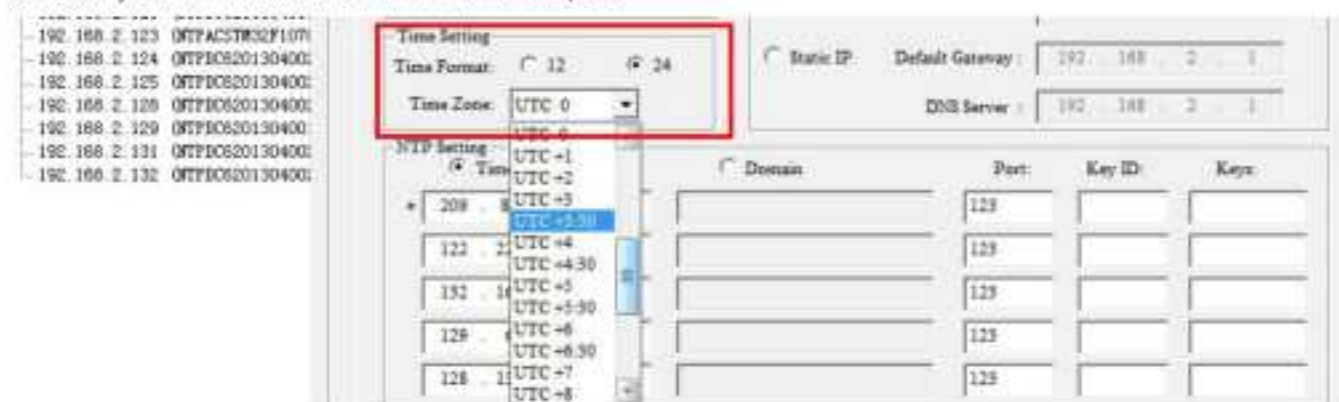 192.168.2.123
192.168.2.124
192.168.2.125
192.168.2.128
192.168.2.129
192.168.2.131
192.168.2.132
Time Setting
Time Format: 12 24
Time Zone: UTC 0
Static IP
Default Gateway : 192 . 168 . 2 . 1
DNS Server : 192 . 168 . 2 . 1
NTP Setting
Domain Port: Key ID: Keys:
209 123
122 123
132 123
129 123
128 123
UTC +1
UTC +2
UTC +3
UTC +3:30
UTC +4
UTC +4:30
UTC +5
UTC +5:30
UTC +6
UTC +6:30
UTC +7
UTC +8